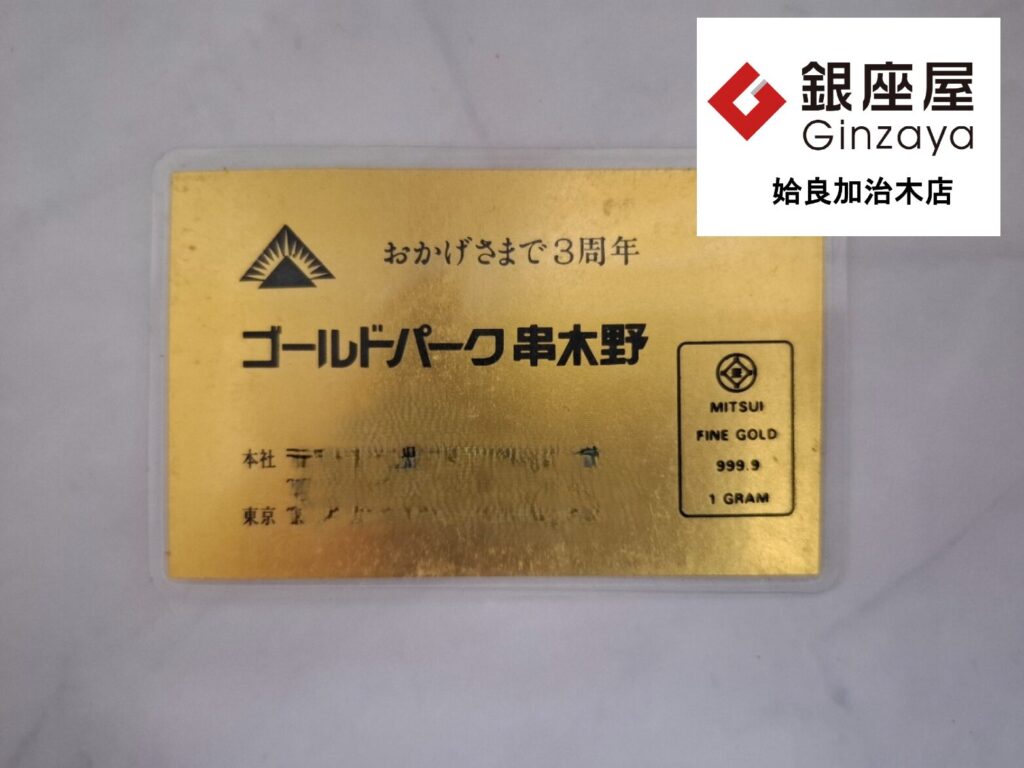 銀座屋
Ginzaya
姶良加治木店
おかげさまで3周年
ゴールドパーク串木野
本社
東京
MITSUI
FINE GOLD
999.9
1 GRAM